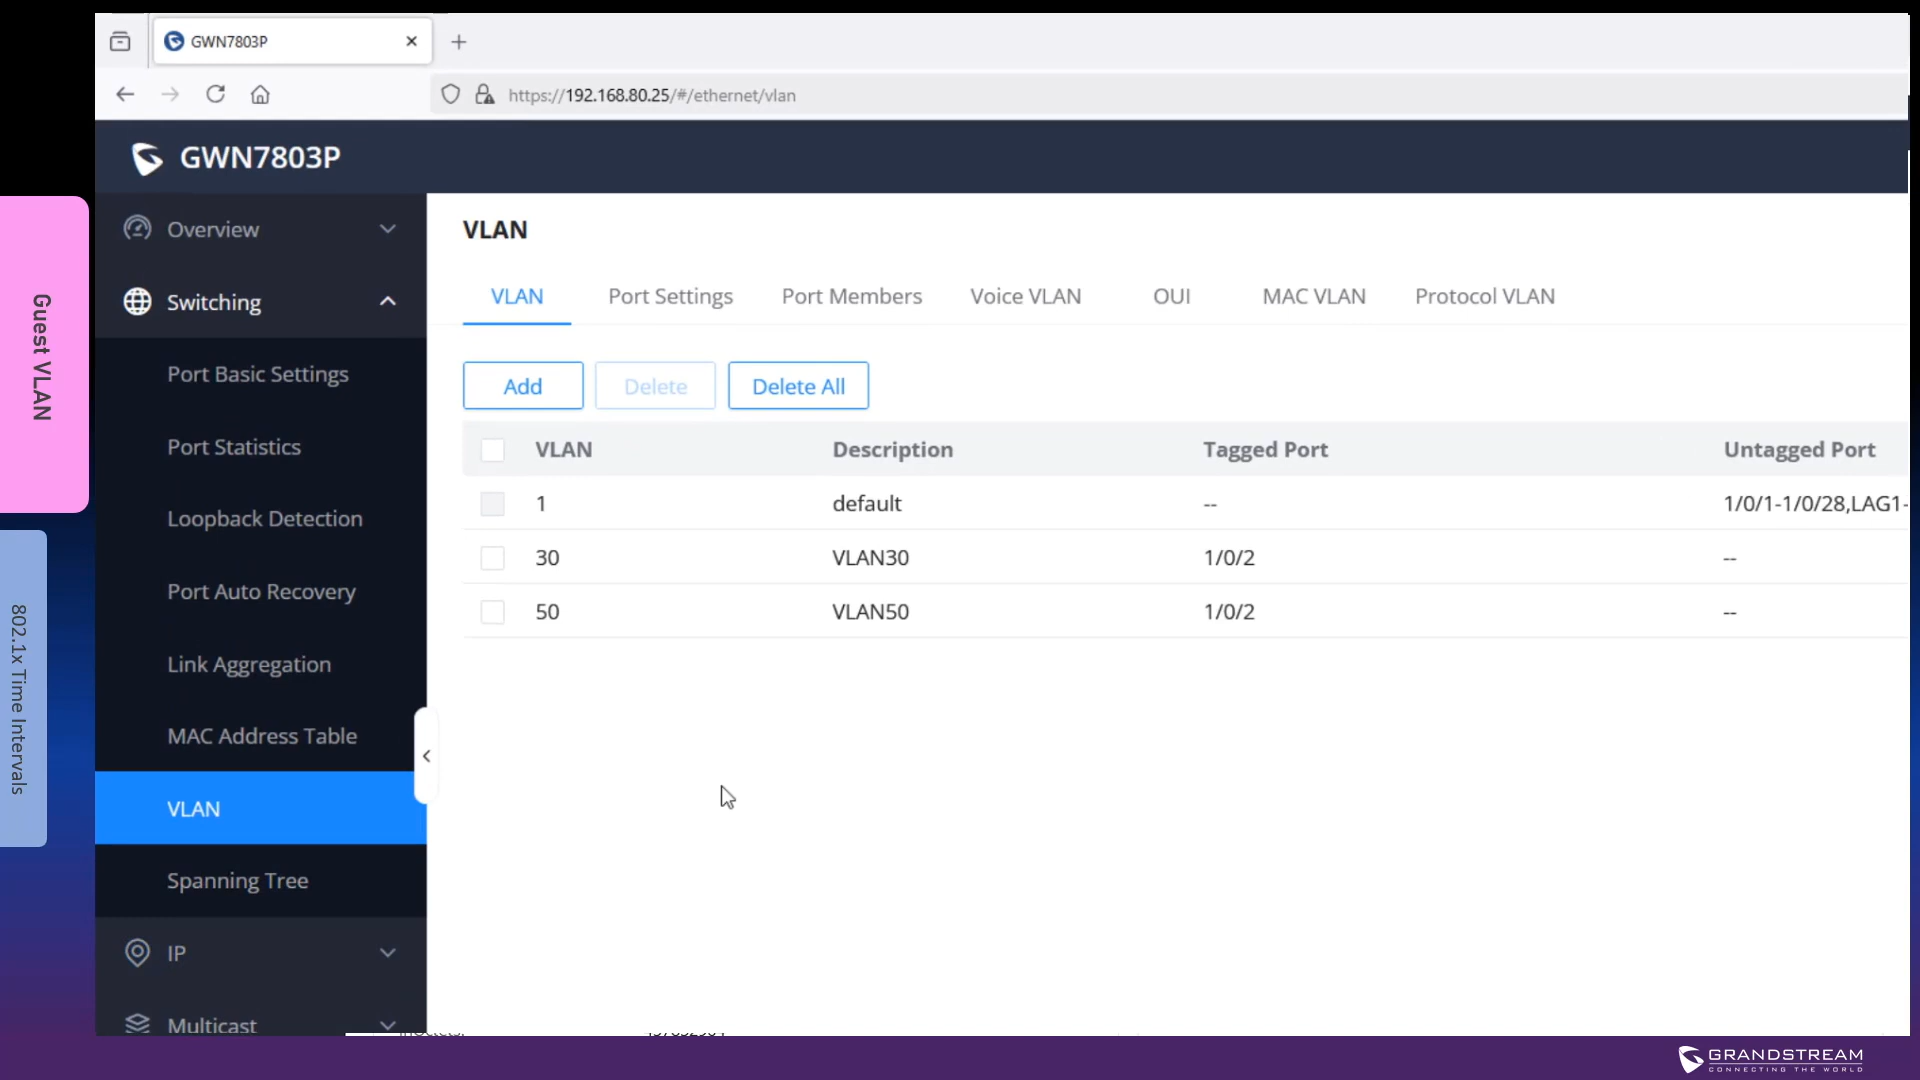 GWN7803P
https://192.168.80.25/#/ethernet/vlan
GWN7803P
Guest VLAN
802.1x Time Intervals
Overview
Switching
Port Basic Settings
Port Statistics
Loopback Detection
Port Auto Recovery
Link Aggregation
MAC Address Table
VLAN
Spanning Tree
IP
Multicast
VLAN
VLAN Port Settings Port Members Voice VLAN OUI MAC VLAN Protocol VLAN
Add Delete Delete All
VLAN Description Tagged Port Untagged Port
1 default -- 1/0/1-1/0/28,LAG1-
30 VLAN30 1/0/2 --
50 VLAN50 1/0/2 --
GRANDSTREAM
CONNECTING THE WORLD